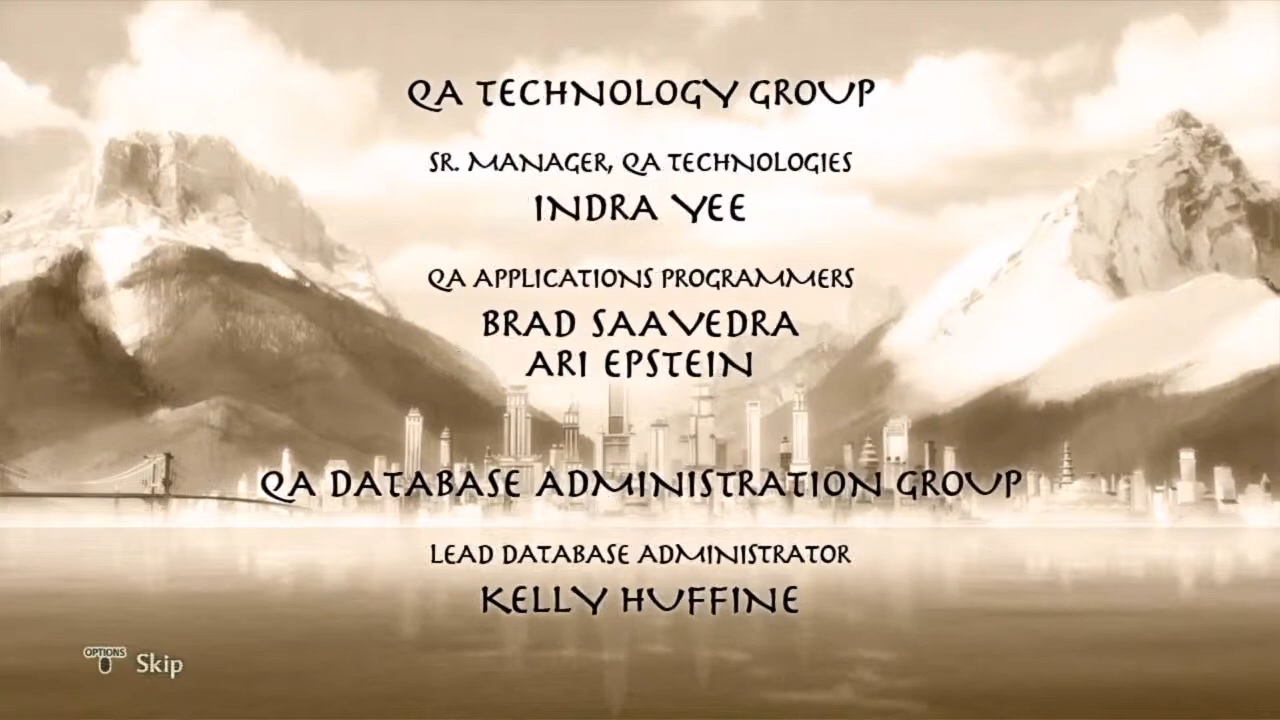 QA TECHNOLOGY GROUP
SR. MANAGER, QA TECHNOLOGIES
INDRA YEE
QA APPLICATIONS PROGRAMMERS
BRAD SAAVEDRA
ARI EPSTEIN
QA DATABASE ADMINISTRATION GROUP
LEAD DATABASE ADMINISTRATOR
KELLY HUFFINE
OPTIONS
Skip